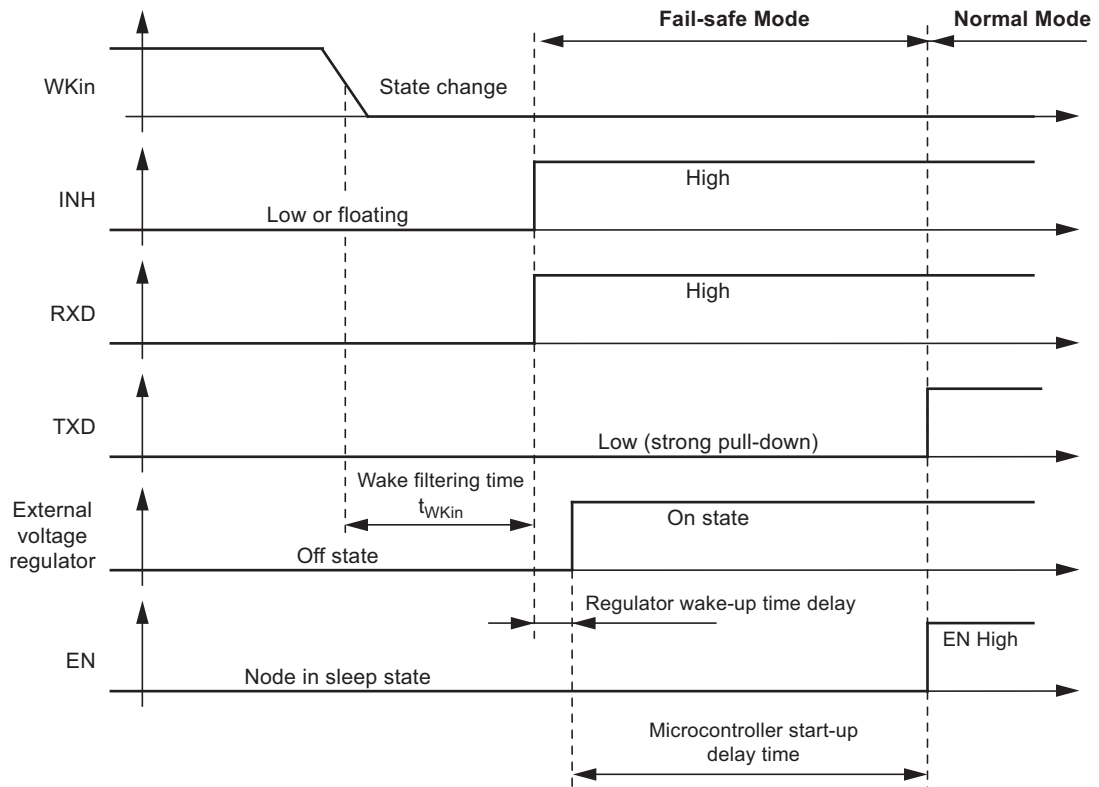 Fail-safe Mode
Normal Mode
WKin
State change
INH
High
Low or floating
RXD
High
TXD
Low (strong pull-down)
Wake filtering time
tWKin
External
voltage
regulator
On state
Off state
Regulator wake-up time delay
EN
EN High
Node in sleep state
Microcontroller start-up
delay time